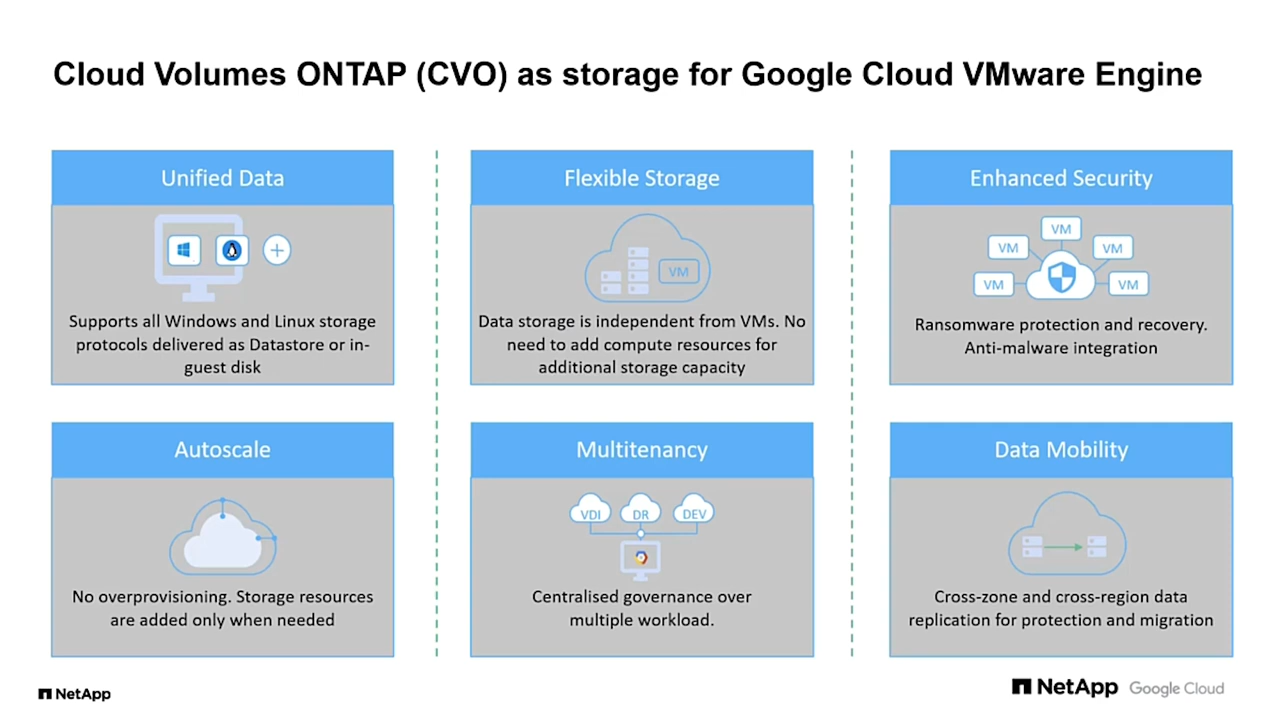 Cloud Volumes ONTAP (CVO) as storage for Google Cloud VMware Engine
Unified Data
Supports all Windows and Linux storage
protocols delivered as Datastore or in-
guest disk
Flexible Storage
VM
Data storage is independent from VMs. No
need to add compute resources for
additional storage capacity
Enhanced Security
VM
VM
VM
VM
VM
Ransomware protection and recovery.
Anti-malware integration
Autoscale
No overprovisioning. Storage resources
are added only when needed
Multitenancy
VDI
DR
DEV
Centralised governance over
multiple workload.
Data Mobility
Cross-zone and cross-region data
replication for protection and migration
NetApp
NetApp
Google Cloud